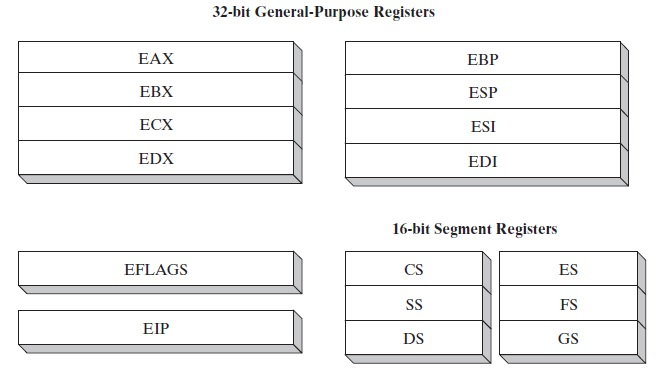 32-bit General-Purpose Registers
EAX
EBX
ECX
EDX
EBP
ESP
ESI
EDI
EFLAGS
EIP
16-bit Segment Registers
CS
SS
DS
ES
FS
GS